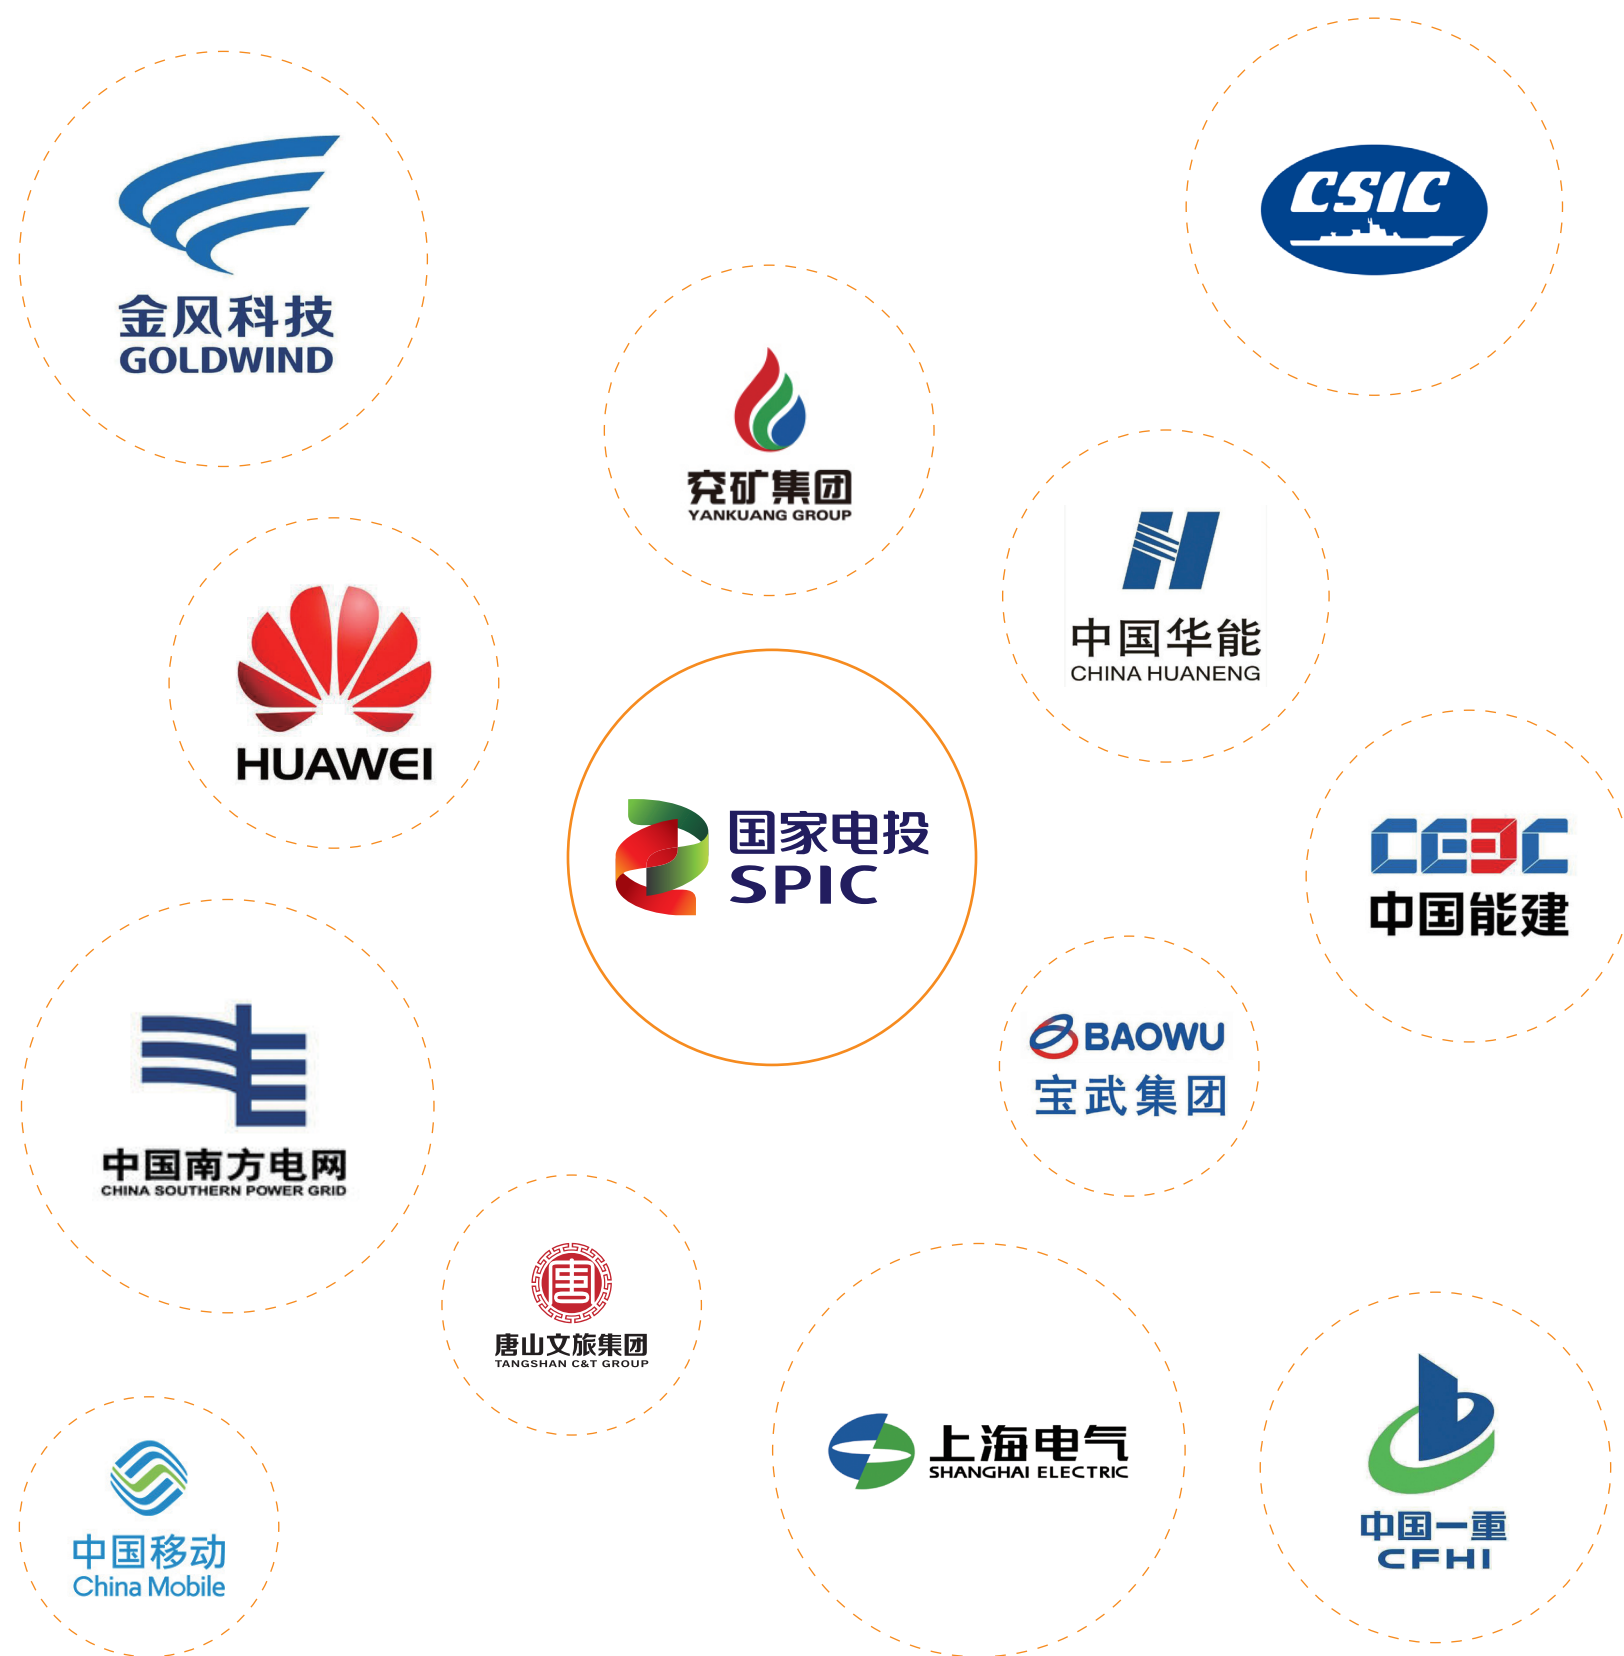 金风科技
GOLDWIND
CSIC
兖矿集团
YANKUANG GROUP
中国华能
CHINA HUANENG
HUAWEI
国家电投
SPIC
CEEC
中国能建
中国南方电网
CHINA SOUTHERN POWER GRID
BAOWU
宝武集团
唐
唐山文旅集团
TANGSHAN C&T GROUP
上海电气
SHANGHAI ELECTRIC
中国一重
CFHI
中国移动
China Mobile